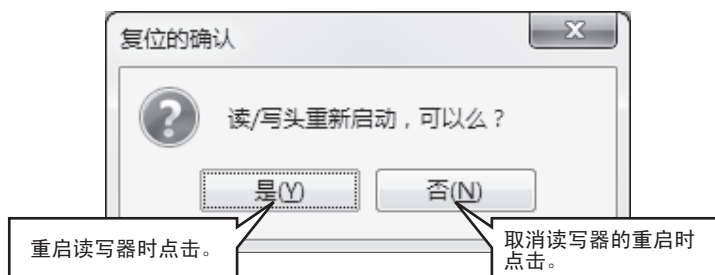 复位的确认
读/写头重新启动，可以么？
是(Y)
否(N)
重启读写器时点击。
取消读写器的重启时
点击。